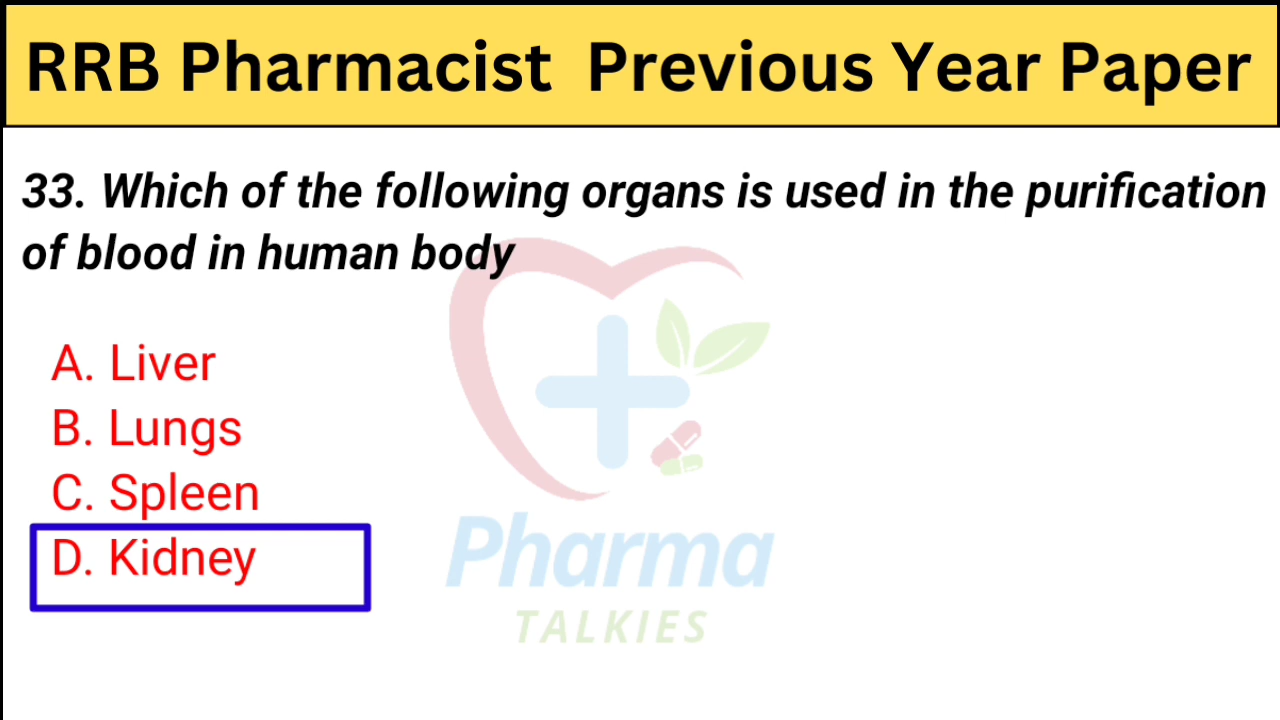 RRB Pharmacist Previous Year Paper
33. Which of the following organs is used in the purification
of blood in human body
A. Liver
B. Lungs
C. Spleen
D. Kidney
Pharma
TALKIES